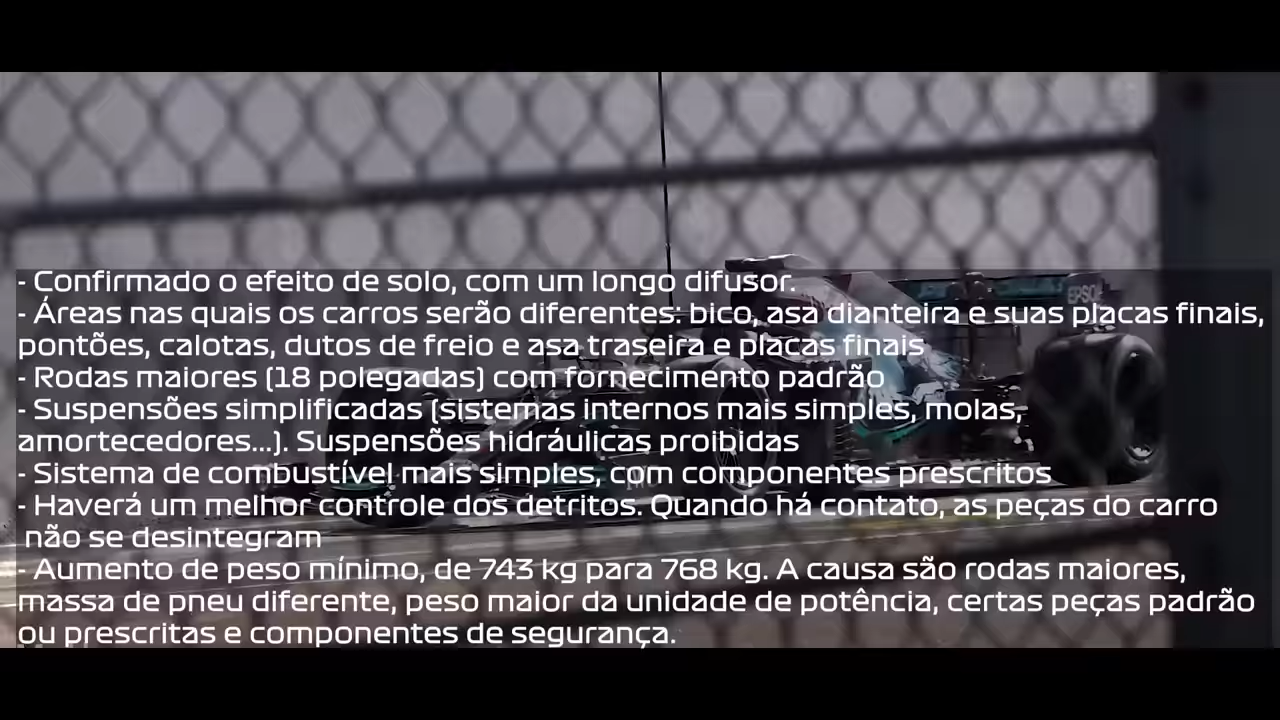 EPSON
- Confirmado o efeito de solo, com um longo difusor.
- Áreas nas quais os carros serão diferentes: bico, asa dianteira e suas placas finais,
pontões, calotas, dutos de freio e asa traseira e placas finais
- Rodas maiores (18 polegadas) com fornecimento padrão
- Suspensões simplificadas (sistemas internos mais simples, molas,
amortecedores...). Suspensões hidráulicas proibidas
- Sistema de combustível mais simples, com componentes prescritos
- Haverá um melhor controle dos detritos. Quando há contato, as peças do carro
não se desintegram
- Aumento de peso mínimo, de 743 kg para 768 kg. A causa são rodas maiores,
massa de pneu diferente, peso maior da unidade de potência, certas peças padrão
ou prescritas e componentes de segurança.